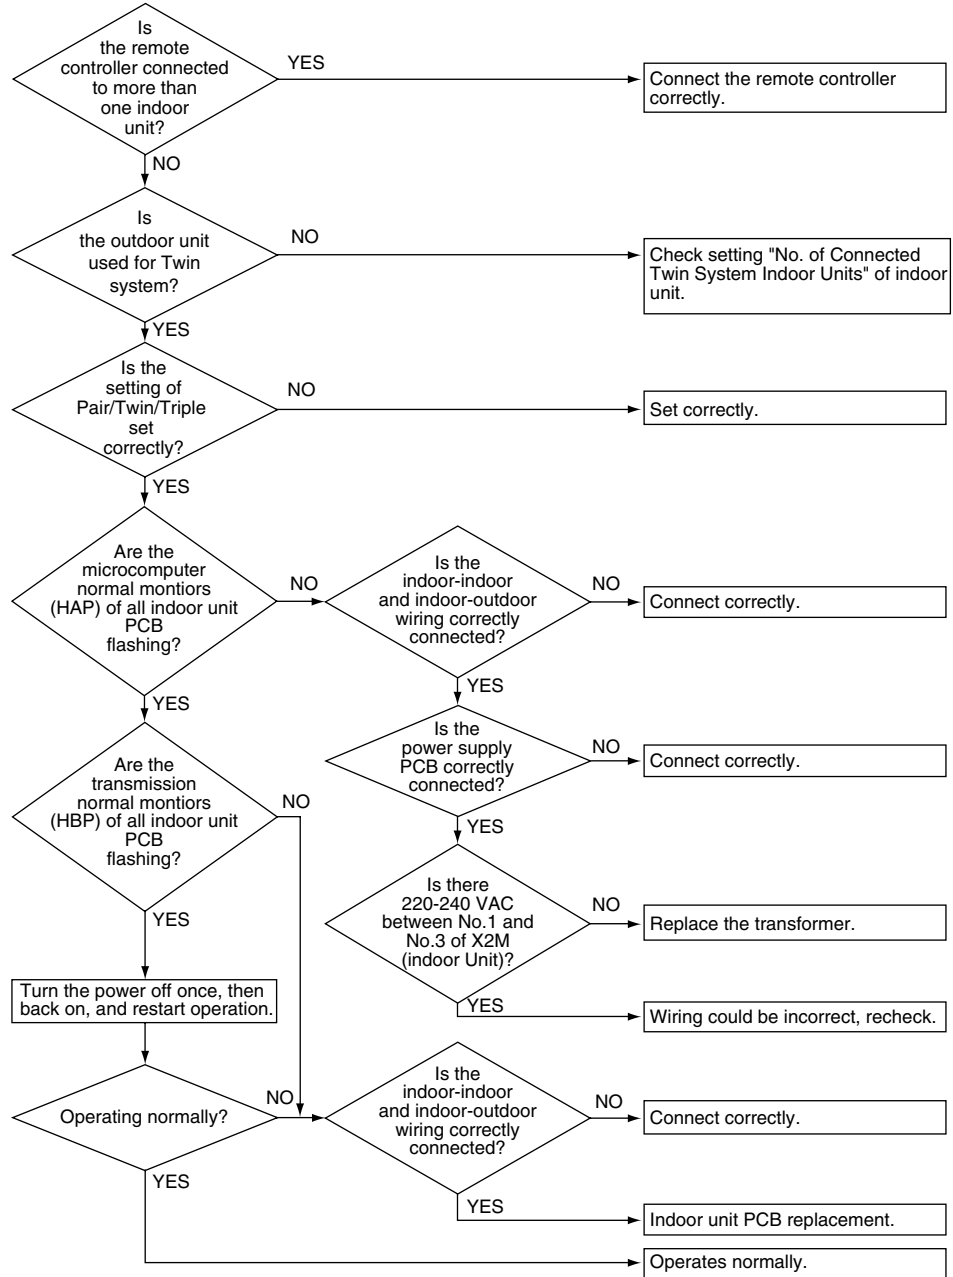 Is
the remote
controller connected
to more than
one indoor
unit?
YES
Connect the remote controller
correctly.
NO
Is
the outdoor unit
used for Twin
system?
NO
Check setting "No. of Connected
Twin System Indoor Units" of indoor
unit.
YES
Is the
setting of
Pair/Twin/Triple
set
correctly?
NO
Set correctly.
YES
Are the
microcomputer
normal montiors
(HAP) of all indoor unit
PCB
flashing?
NO
Is the
indoor-indoor
and indoor-outdoor
wiring correctly
connected?
NO
Connect correctly.
YES
YES
Is the
power supply
PCB correctly
connected?
NO
Connect correctly.
Are the
transmission
normal montiors
(HBP) of all indoor unit
PCB
flashing?
NO
YES
Is there
220-240 VAC
between No.1 and
No.3 of X2M
(indoor Unit)?
NO
Replace the transformer.
YES
Turn the power off once, then
back on, and restart operation.
YES
Wiring could be incorrect, recheck.
Operating normally?
NO
Is the
indoor-indoor
and indoor-outdoor
wiring correctly
connected?
NO
Connect correctly.
YES
YES
Indoor unit PCB replacement.
Operates normally.